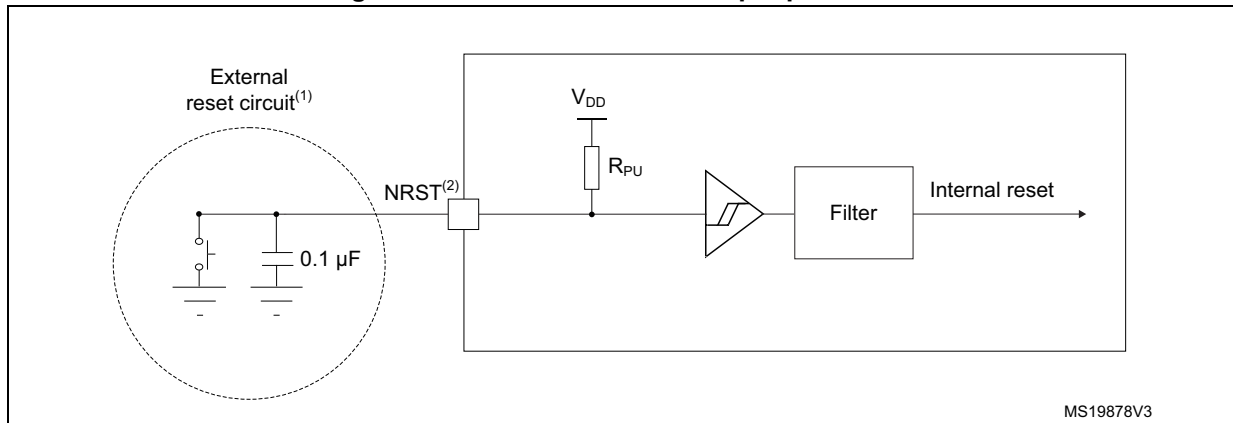 External
reset circuit(1)
VDD
RPU
NRST(2)
Filter
Internal reset
0.1 µF
MS19878V3